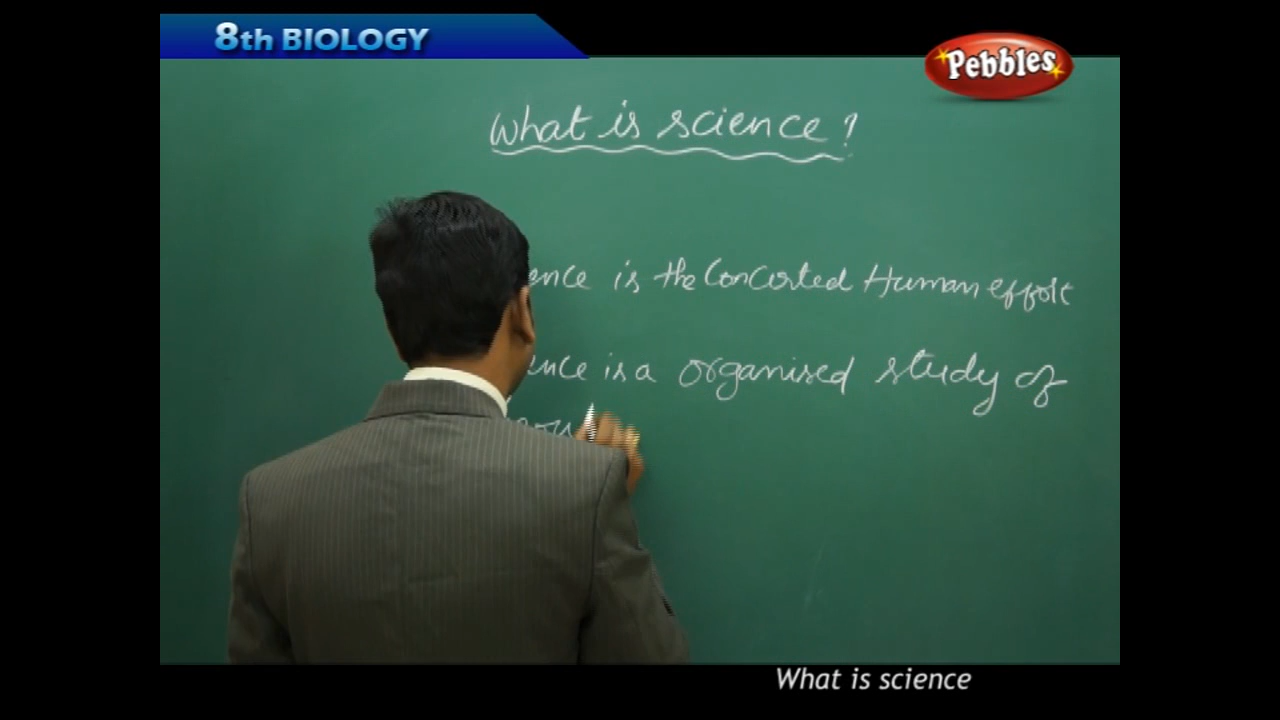 8th BIOLOGY
Pebbles
What is science?
ence is the Concerted Human effort
ence is a organised study of
What is science